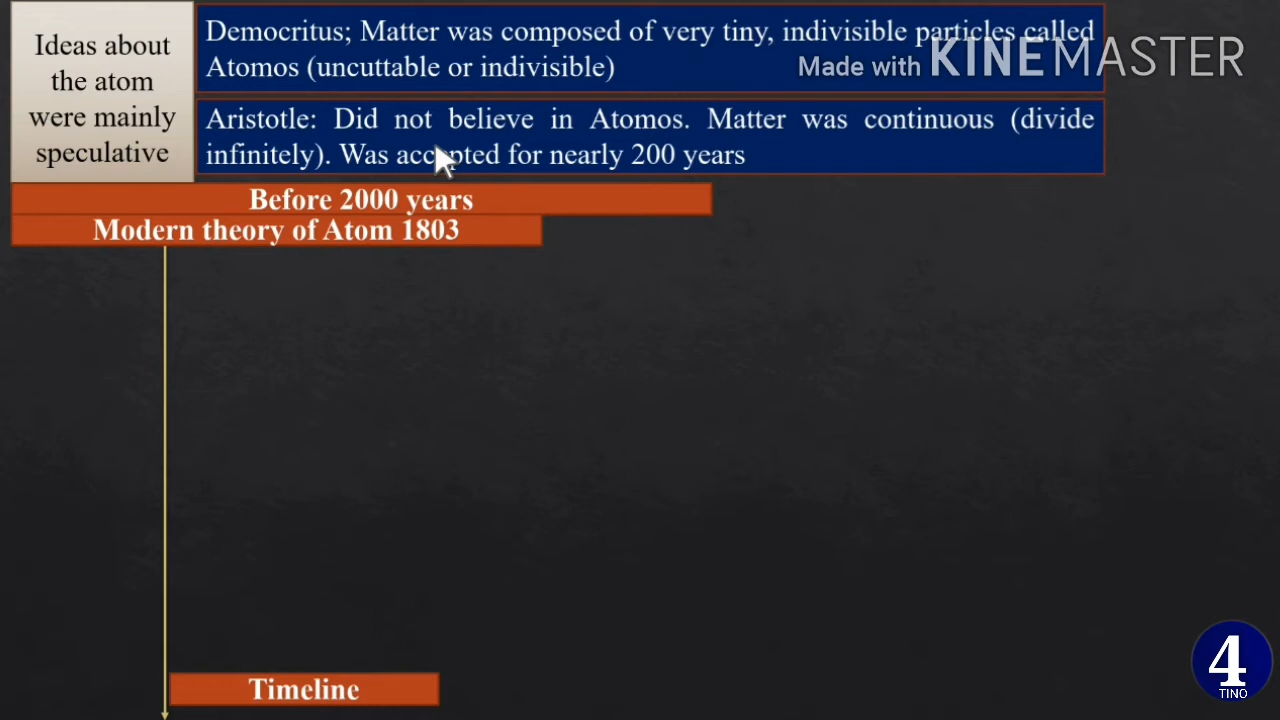 Ideas about
the atom
were mainly
speculative
Democritus; Matter was composed of very tiny, indivisible particles called
Atomos (uncuttable or indivisible)
Made with KINEMASTER
Aristotle: Did not believe in Atomos. Matter was continuous (divide
infinitely). Was accepted for nearly 200 years
Before 2000 years
Modern theory of Atom 1803
Timeline
4
TINO